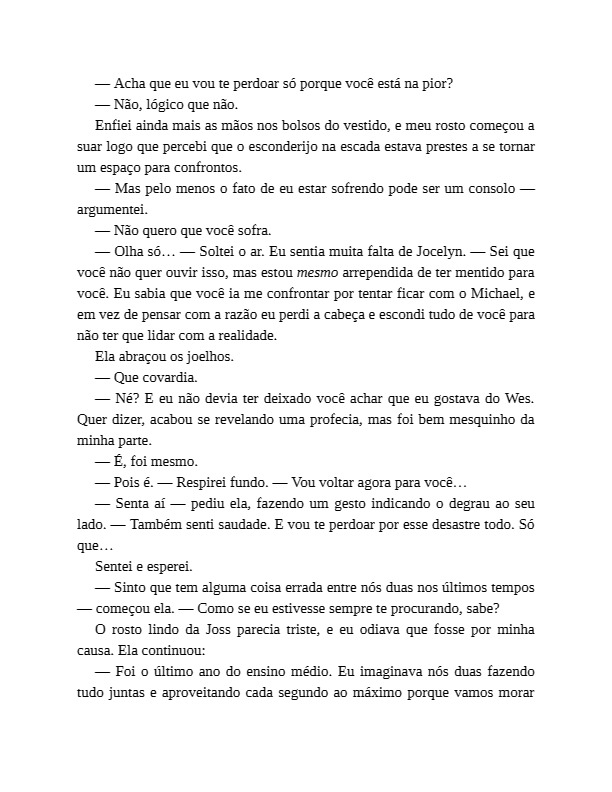 — Acha que eu vou te perdoar só porque você está na pior?
— Não, lógico que não.
Enfiei ainda mais as mãos nos bolsos do vestido, e meu rosto começou a
suar logo que percebi que o esconderijo na escada estava prestes a se tornar
um espaço para confrontos.
— Mas pelo menos o fato de eu estar sofrendo pode ser um consolo —
argumentei.
— Não quero que você sofra.
— Olha só… — Soltei o ar. Eu sentia muita falta de Jocelyn. — Sei que
você não quer ouvir isso, mas estou mesmo arrependida de ter mentido para
você. Eu sabia que você ia me confrontar por tentar ficar com o Michael, e
em vez de pensar com a razão eu perdi a cabeça e escondi tudo de você para
não ter que lidar com a realidade.
Ela abraçou os joelhos.
— Que covardia.
— Né? E eu não devia ter deixado você achar que eu gostava do Wes.
Quer dizer, acabou se revelando uma profecia, mas foi bem mesquinho da
minha parte.
— É, foi mesmo.
— Pois é. — Respirei fundo. — Vou voltar agora para você…
— Senta aí — pediu ela, fazendo um gesto indicando o degrau ao seu
lado. — Também senti saudade. E vou te perdoar por esse desastre todo. Só
que…
Sentei e esperei.
— Sinto que tem alguma coisa errada entre nós duas nos últimos tempos
— começou ela. — Como se eu estivesse sempre te procurando, sabe?
O rosto lindo da Joss parecia triste, e eu odiava que fosse por minha
causa. Ela continuou:
— Foi o último ano do ensino médio. Eu imaginava nós duas fazendo
tudo juntas e aproveitando cada segundo ao máximo porque vamos morar